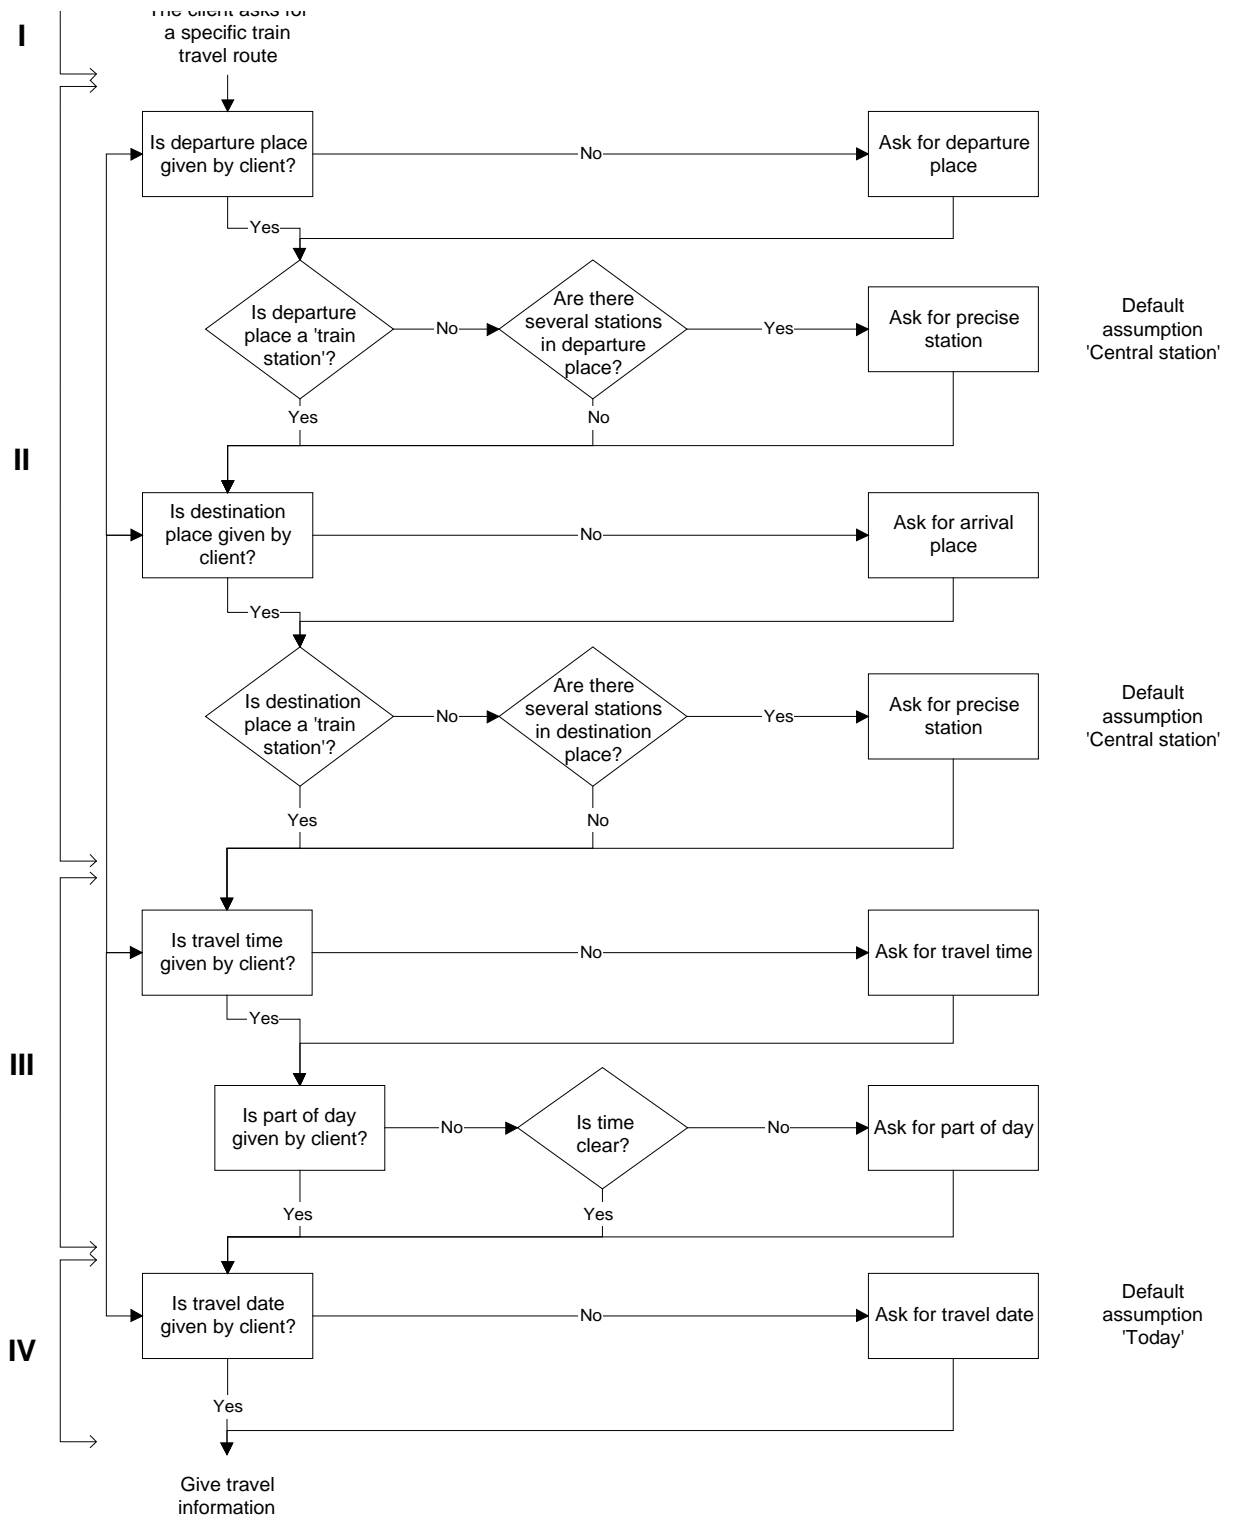 The client asks for
a specific train
travel route
I
Is departure place
given by client?
No
Ask for departure
place
Yes
Is departure
place a 'train
station'?
No
Are there
several stations
in departure
place?
Yes
Ask for precise
station
Default
assumption
'Central station'
Yes
No
II
Is destination
place given by
client?
No
Ask for arrival
place
Yes
Is destination
place a 'train
station'?
No
Are there
several stations
in destination
place?
Yes
Ask for precise
station
Default
assumption
'Central station'
Yes
No
Is travel time
given by client?
No
Ask for travel time
Yes
III
Is part of day
given by client?
No
Is time
clear?
No
Ask for part of day
Yes
Yes
Is travel date
given by client?
No
Ask for travel date
Default
assumption
'Today'
IV
Yes
Give travel
information